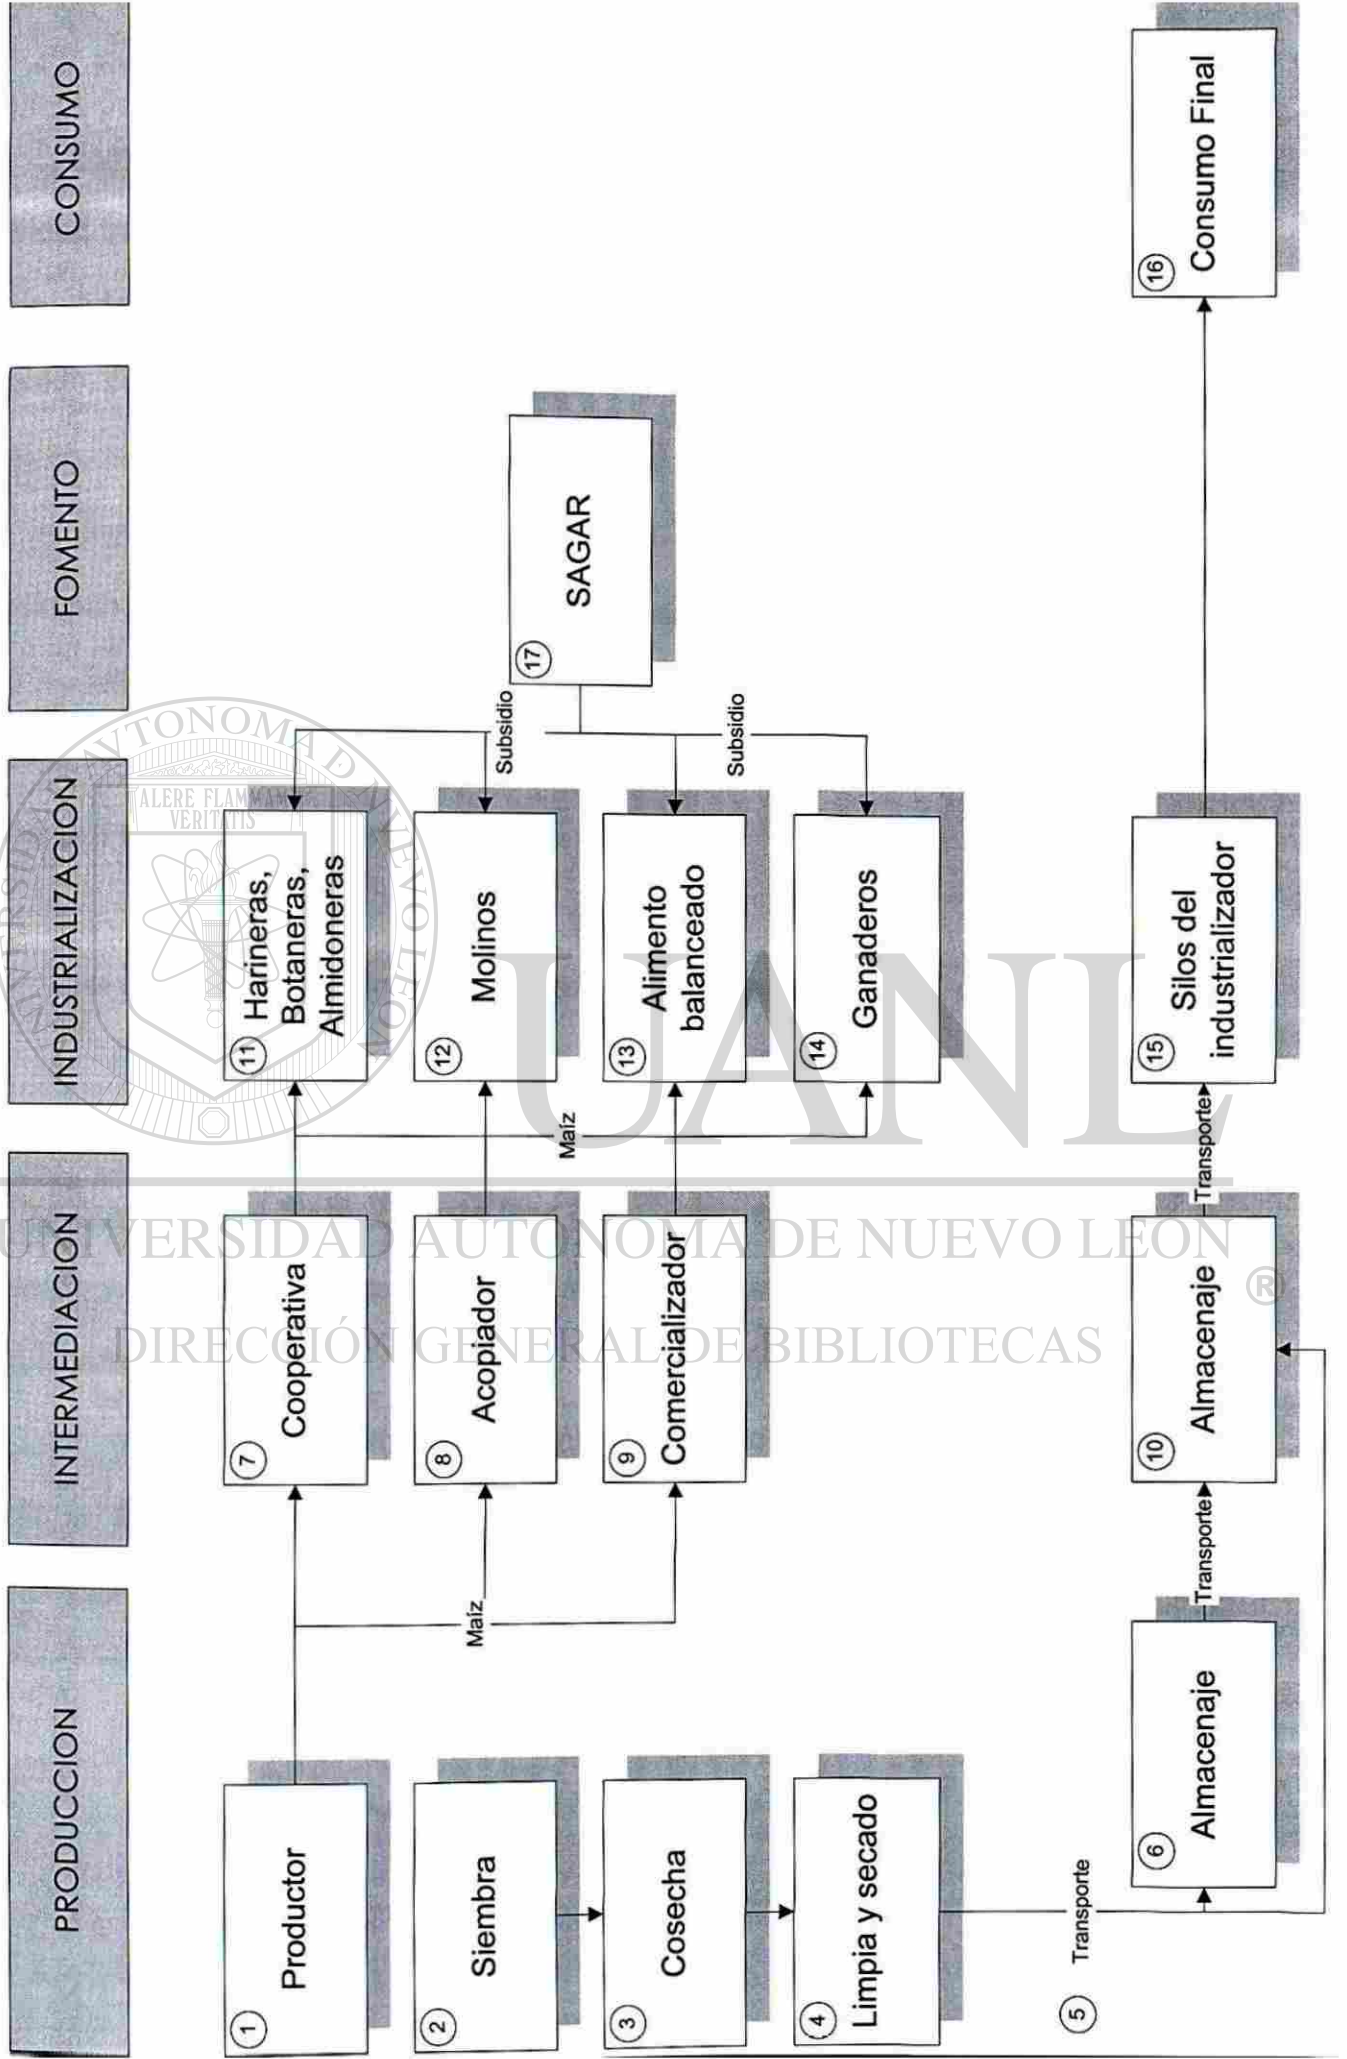 PRODUCCION
INTERMEDIACION
INDUSTRIALIZACION
FOMENTO
CONSUMO
1
Productor
2
Siembra
3
Cosecha
4
Limpia y secado
5
Transporte
6
Almacenaje
Maíz
Transporte
7
Cooperativa
8
Acopiador
9
Comercializador
10
Almacenaje
Maíz
Transporte
11
Harineras,
Botaneras,
Almidoneras
12
Molinos
13
Alimento
balanceado
14
Ganaderos
15
Silos del
industrializador
Subsidio
Subsidio
17
SAGAR
16
Consumo Final
ALERE FLAMMAM
VERITATIS
UANL
UNIVERSIDAD AUTONOMA DE NUEVO LEÓN
®
DIRECCIÓN GENERAL DE BIBLIOTECAS